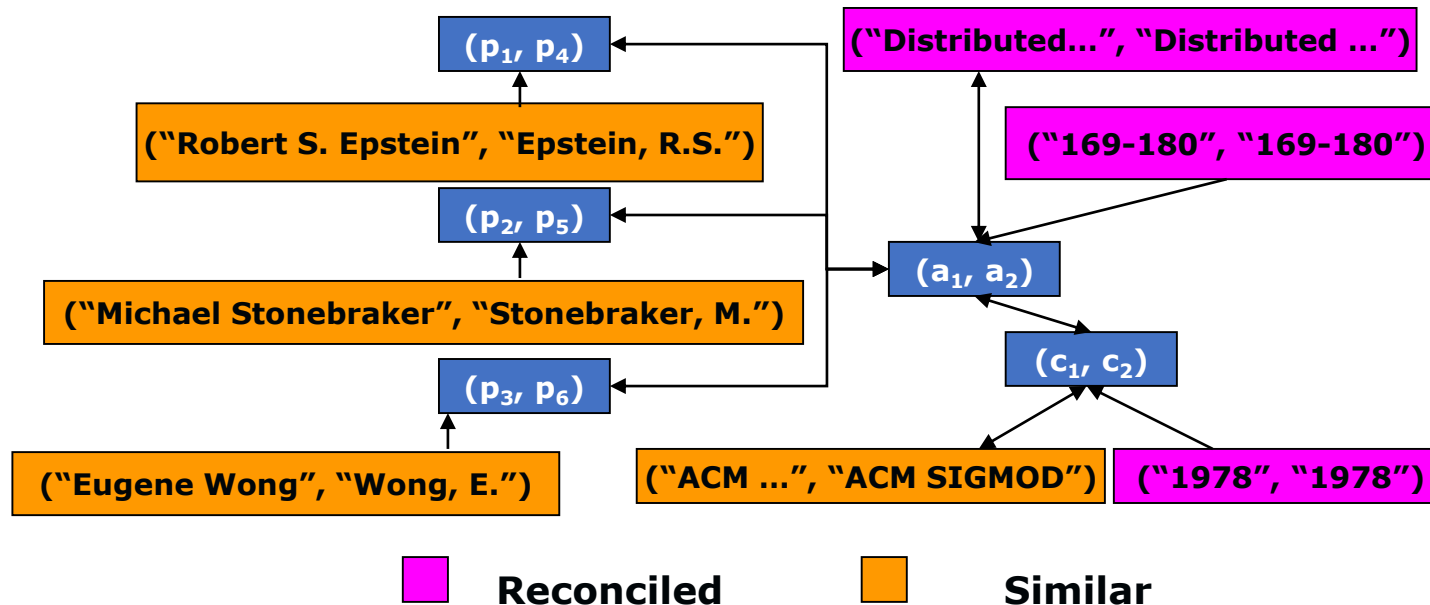 (p₁, p₄)
(“Distributed...”, “Distributed ...”)
(“Robert S. Epstein”, “Epstein, R.S.”)
(“169-180”, “169-180”)
(p₂, p₅)
(a₁, a₂)
(“Michael Stonebraker”, “Stonebraker, M.”)
(c₁, c₂)
(p₃, p₆)
(“Eugene Wong”, “Wong, E.”)
(“ACM ...”, “ACM SIGMOD”)
(“1978”, “1978”)
Reconciled
Similar